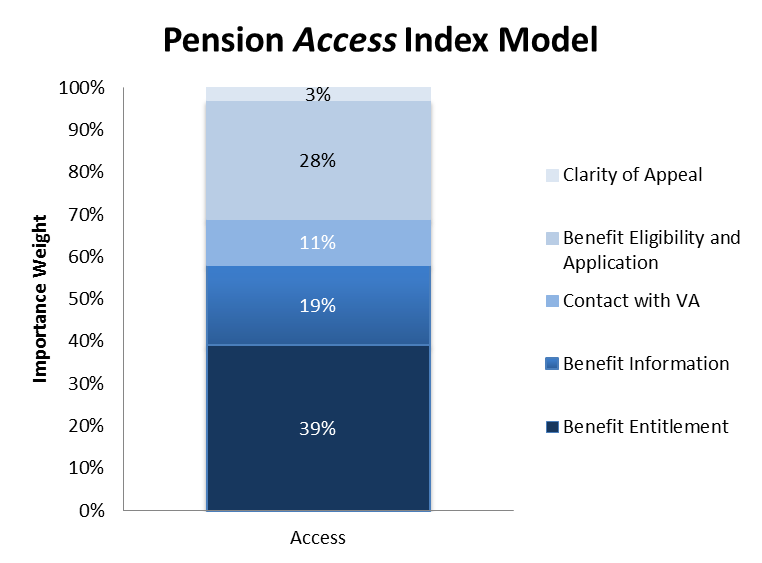 Pension Access Index Model
100%
90%
80%
70%
60%
50%
40%
30%
20%
10%
0%
Importance Weight
3%
28%
11%
19%
39%
Access
Clarity of Appeal
Benefit Eligibility and
Application
Contact with VA
Benefit Information
Benefit Entitlement